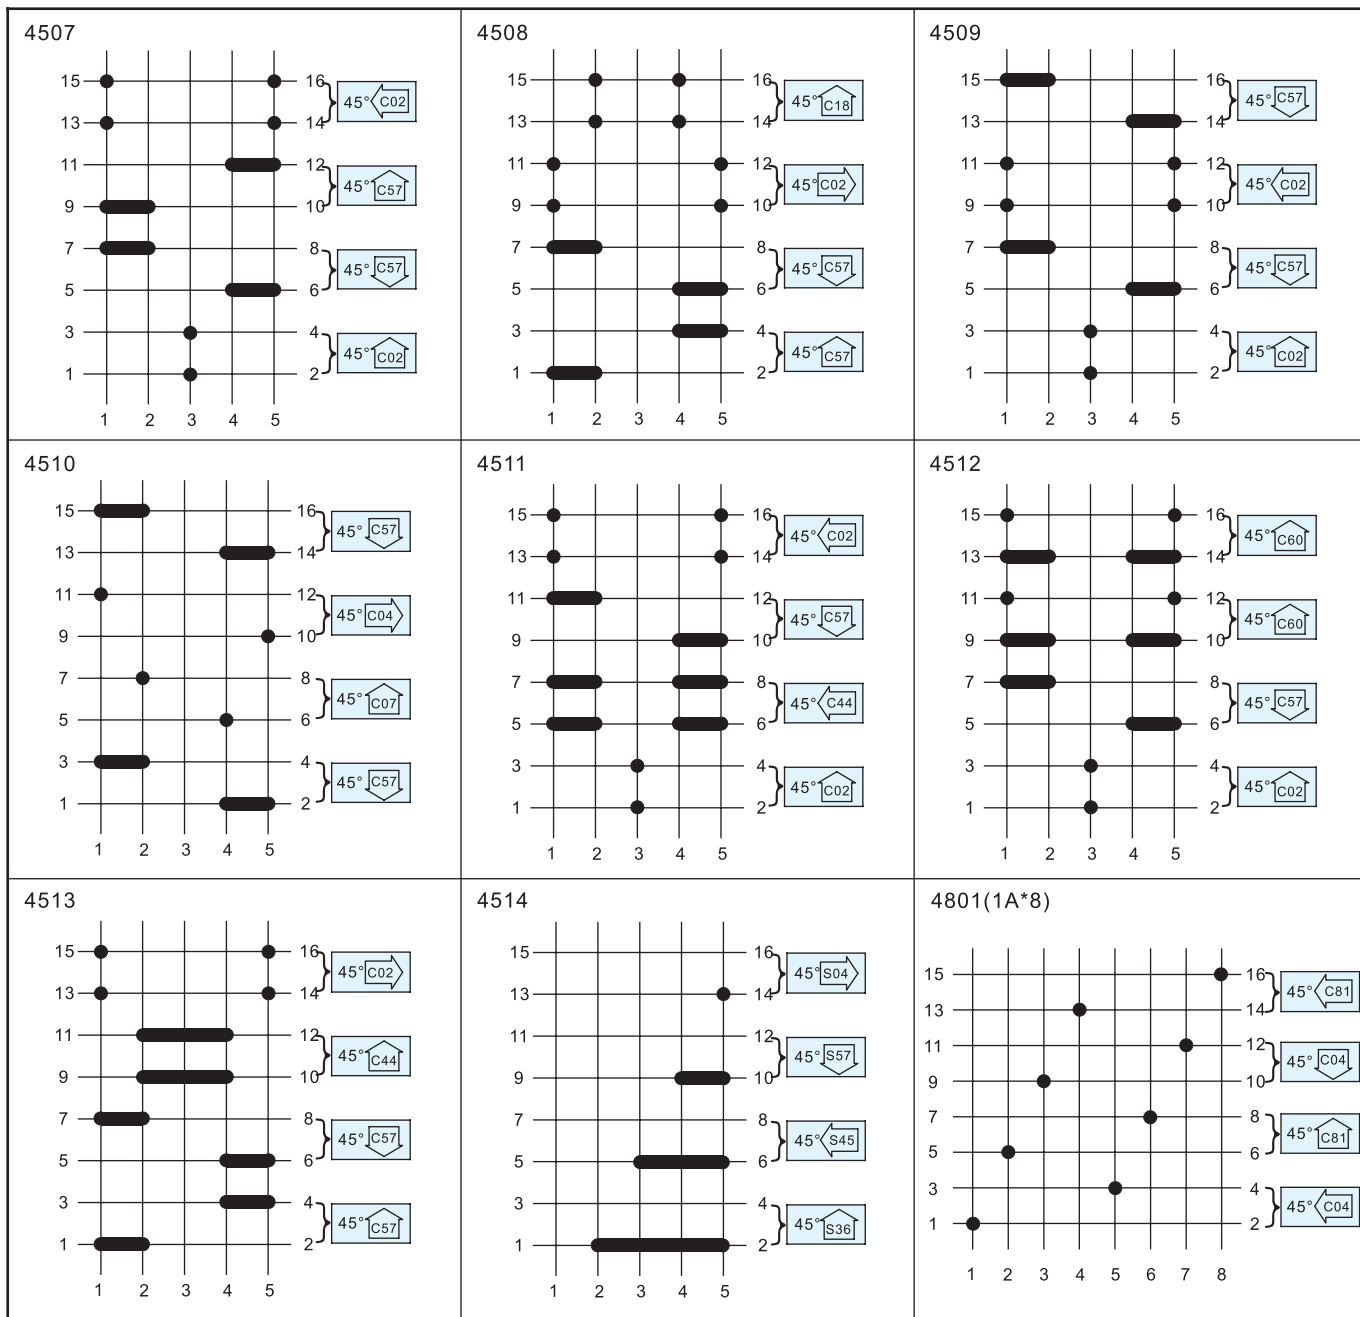 4507
15 16
45° C02
13 14
11 12
45° C57
9 10
7 8
45° C57
5 6
3 4
45° C02
1 2
1 2 3 4 5
4508
15 16
45° C18
13 14
11 12
45° C02
9 10
7 8
45° C57
5 6
3 4
45° C57
1 2
1 2 3 4 5
4509
15 16
45° C57
13 14
11 12
45° C02
9 10
7 8
45° C57
5 6
3 4
45° C02
1 2
1 2 3 4 5
4510
15 16
45° C57
13 14
11 12
45° C04
9 10
7 8
45° C07
5 6
3 4
45° C57
1 2
1 2 3 4 5
4511
15 16
45° C02
13 14
11 12
45° C57
9 10
7 8
45° C44
5 6
3 4
45° C02
1 2
1 2 3 4 5
4512
15 16
45° C60
13 14
11 12
45° C60
9 10
7 8
45° C57
5 6
3 4
45° C02
1 2
1 2 3 4 5
4513
15 16
45° C02
13 14
11 12
45° C44
9 10
7 8
45° C57
5 6
3 4
45° C57
1 2
1 2 3 4 5
4514
15 16
45° S04
13 14
11 12
45° S57
9 10
7 8
45° S45
5 6
3 4
45° S36
1 2
1 2 3 4 5
4801(1A*8)
15 16
45° C81
13 14
11 12
45° C04
9 10
7 8
45° C81
5 6
3 4
45° C04
1 2
1 2 3 4 5 6 7 8